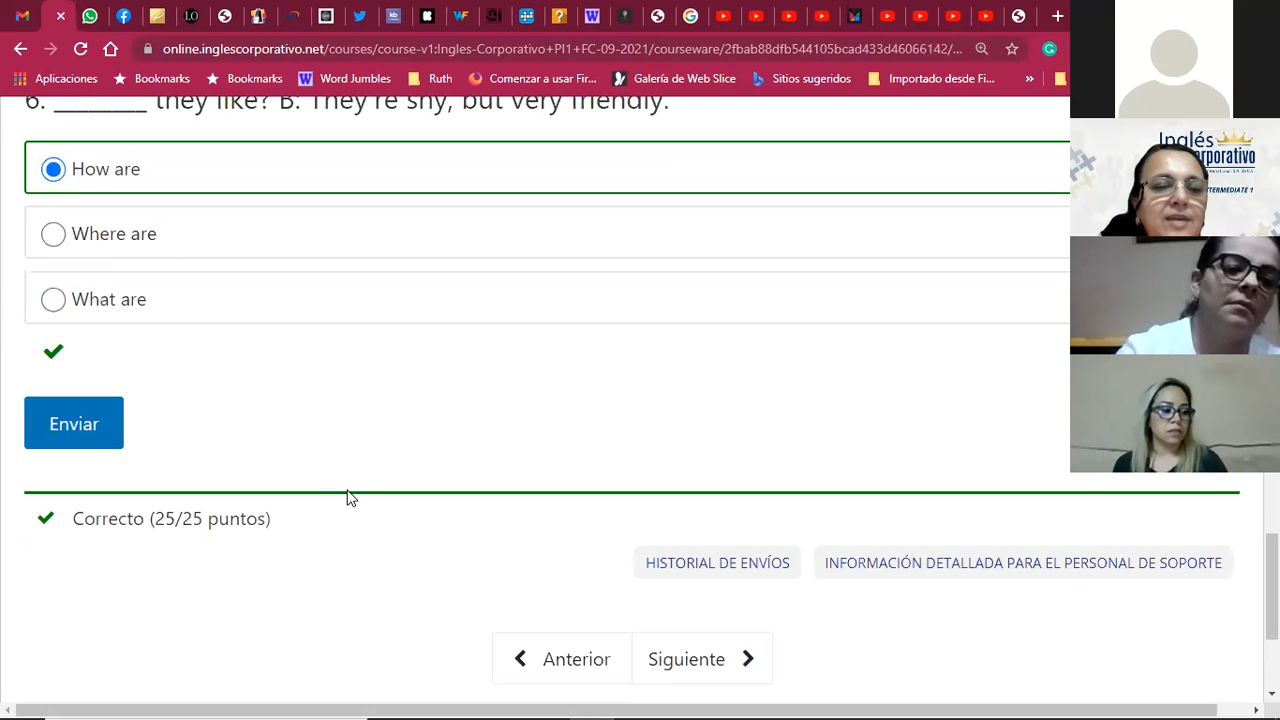 online.inglescorporativo.net/courses/course-v1:Ingles-Corporativo+PI1+FC-09-2021/courseware/2fbab88dfb544105bcad433d46066142/...
Aplicaciones Bookmarks Bookmarks Word Jumbles Ruth Comenzar a usar Fir... Galería de Web Slice Sitios sugeridos Importado desde Fi... »
6. ________ they like? B: They're shy, but very friendly.
How are
Where are
What are
Enviar
Correcto (25/25 puntos)
HISTORIAL DE ENVÍOS INFORMACIÓN DETALLADA PARA EL PERSONAL DE SOPORTE
Anterior Siguiente
Inglés
NTERMEDIATE 1